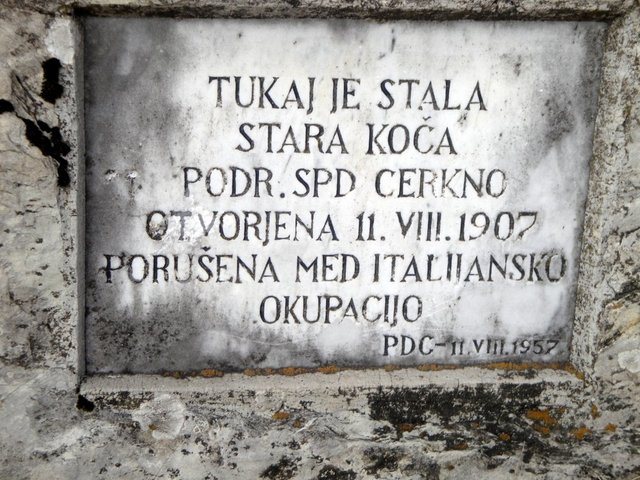 TUKAJ JE STALA
STARA KOČA
PODR. SPD CERKNO
OTVORJENA 11. VIII. 1907
PORUŠENA MED ITALIJANSKO
OKUPACIJO
PDC - 11. VIII. 1957